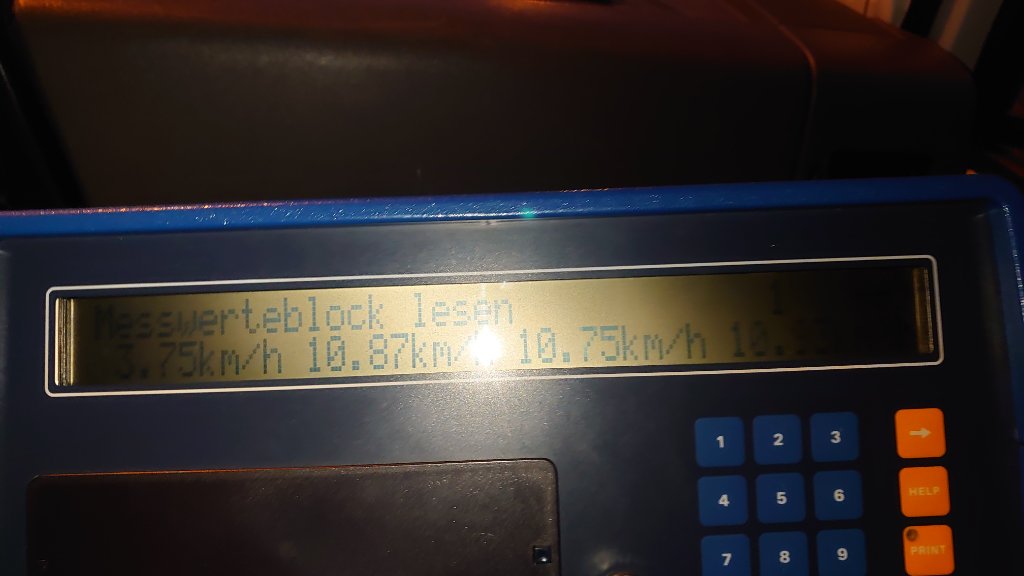 Messwerteblock lesen 1
3.75km/h 10.87km/h 10.75km/h
1 2 3 →
4 5 6 HELP
7 8 9 PRINT